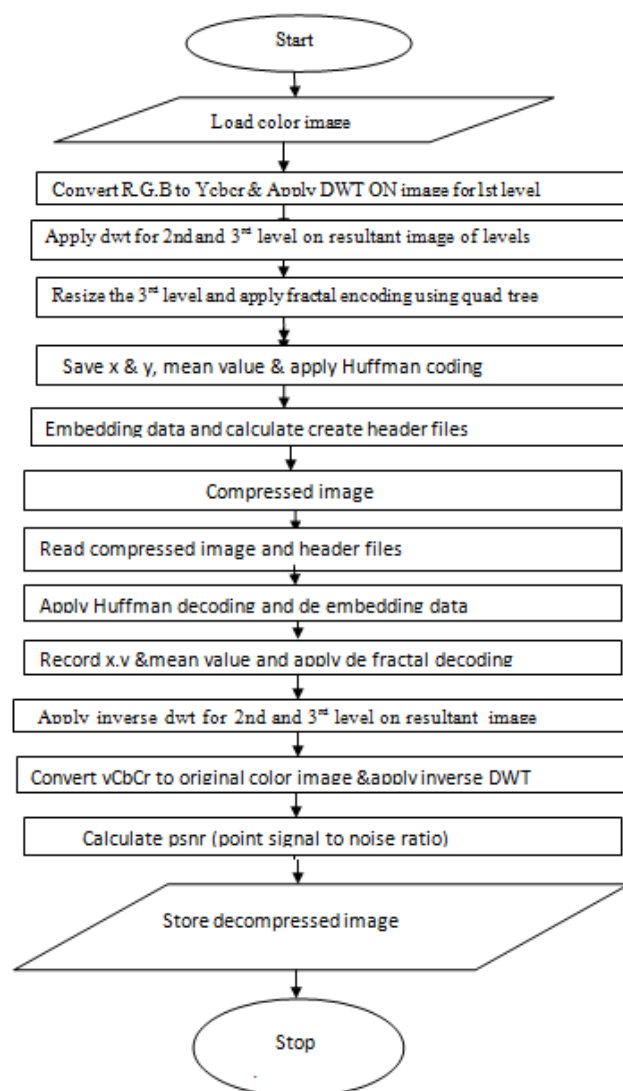 Start
Load color image
Convert R.G.B to Ycbcr & Apply DWT ON image for 1st level
Apply dwt for 2nd and 3rd level on resultant image of levels
Resize the 3rd level and apply fractal encoding using quad tree
Save x & y, mean value & apply Huffman coding
Embedding data and calculate create header files
Compressed image
Read compressed image and header files
Apply Huffman decoding and de embedding data
Record x,y &mean value and apply de fractal decoding
Apply inverse dwt for 2nd and 3rd level on resultant image
Convert yCbCr to original color image &apply inverse DWT
Calculate psnr (point signal to noise ratio)
Store decompressed image
Stop